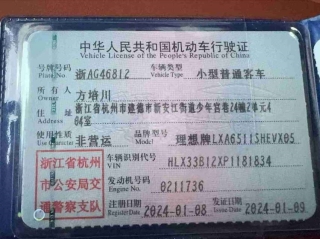 中华人民共和国机动车行驶证
Vehicle License of the People's Republic of China
号牌号码 浙AG46812 车辆类型 小型普通客车
Plate No. Vehicle Type
所有人 方培川
Owner
住址 浙江省杭州市建德市新安江街道少年宫巷24幢2单元4
04室
Address
使用性质 非营运 品牌型号 理想牌LXA6511SHEVX05
Use Character Model
浙江省杭州
市公安局交
通警察支队
车辆识别代号 HLX33B12XP1181834
VIN
发动机号码 0211736
Engine No.
注册日期 2024-01-08 发证日期 2024-01-09
Register Date Issue Date